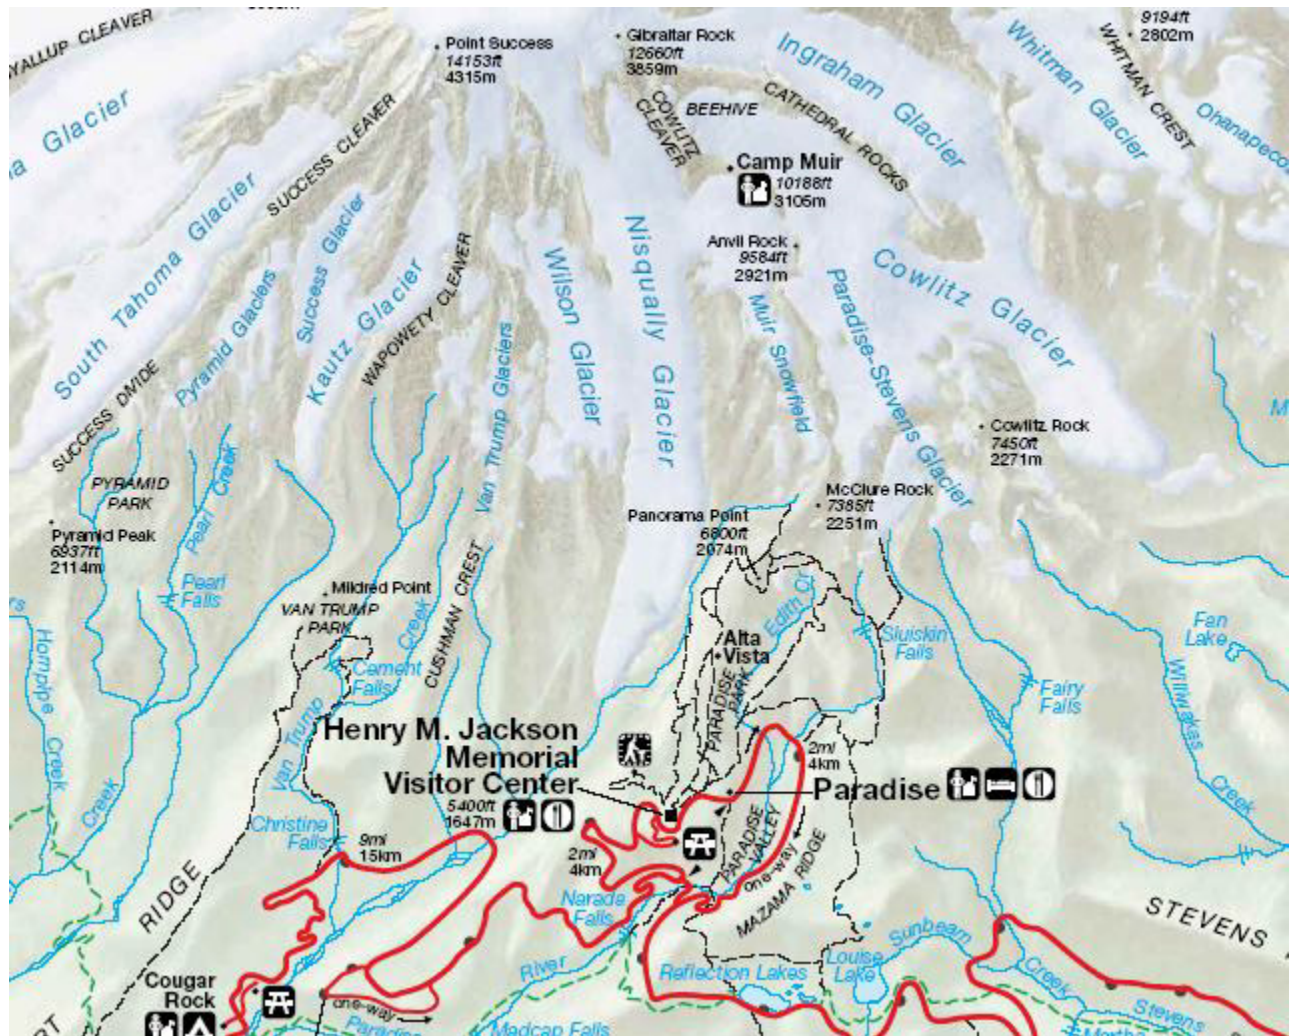 YALLUP CLEAVER
Point Success
14153ft
4315m
Gibraltar Rock
12660ft
3859m
Ingraham Glacier
Whitman Glacier
9194ft
2802m
WHITMAN CREST
Glacier
SUCCESS CLEAVER
COWLITZ
CLEAVER
BEEHIVE
CATHEDRAL ROCKS
Camp Muir
10188ft
3105m
South Tahoma Glacier
Success Glacier
Pyramid Glaciers
Kautz Glacier
WAPOWETY CLEAVER
Van Trump Glaciers
Wilson Glacier
Nisqually Glacier
Anvil Rock
9584ft
2921m
Muir Snowfield
Paradise-Stevens Glacier
Cowlitz Glacier
SUCCESS DIVIDE
PYRAMID
PARK
Pearl Creek
Pyramid Peak
6937ft
2114m
Pearl
Falls
Cowlitz Rock
7450ft
2271m
McClure Rock
7385ft
2251m
Panorama Point
6800ft
2074m
Mildred Point
VAN TRUMP
PARK
Creek
CUSHMAN CREST
Edith Cr
Sluiskin
Falls
Fan
Lake
Alta
Vista
Comet
Falls
Fairy
Falls
Williwakas
Creek
Hornpipe Creek
Van Trump
PARADISE
PARK
Henry M. Jackson
Memorial
Visitor Center
5400ft
1647m
2mi
4km
Paradise
Creek
Christine
Falls
9mi
15km
2mi
4km
PARADISE
VALLEY
one-way
MAZAMA RIDGE
RIDGE
Narada
Falls
STEVENS
Sunbeam
Creek
River
Reflection Lakes
Louise
Lake
Stevens
Cougar
Rock
one-way
Madcap Falls